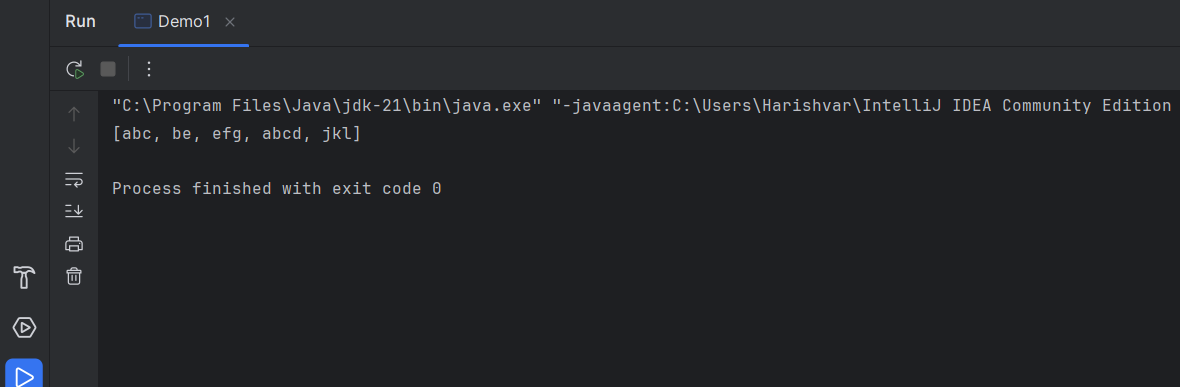 Run Demo1
"C:\Program Files\Java\jdk-21\bin\java.exe" "-javaagent:C:\Users\Harishvar\IntelliJ IDEA Community Edition
[abc, be, efg, abcd, jkl]
Process finished with exit code 0